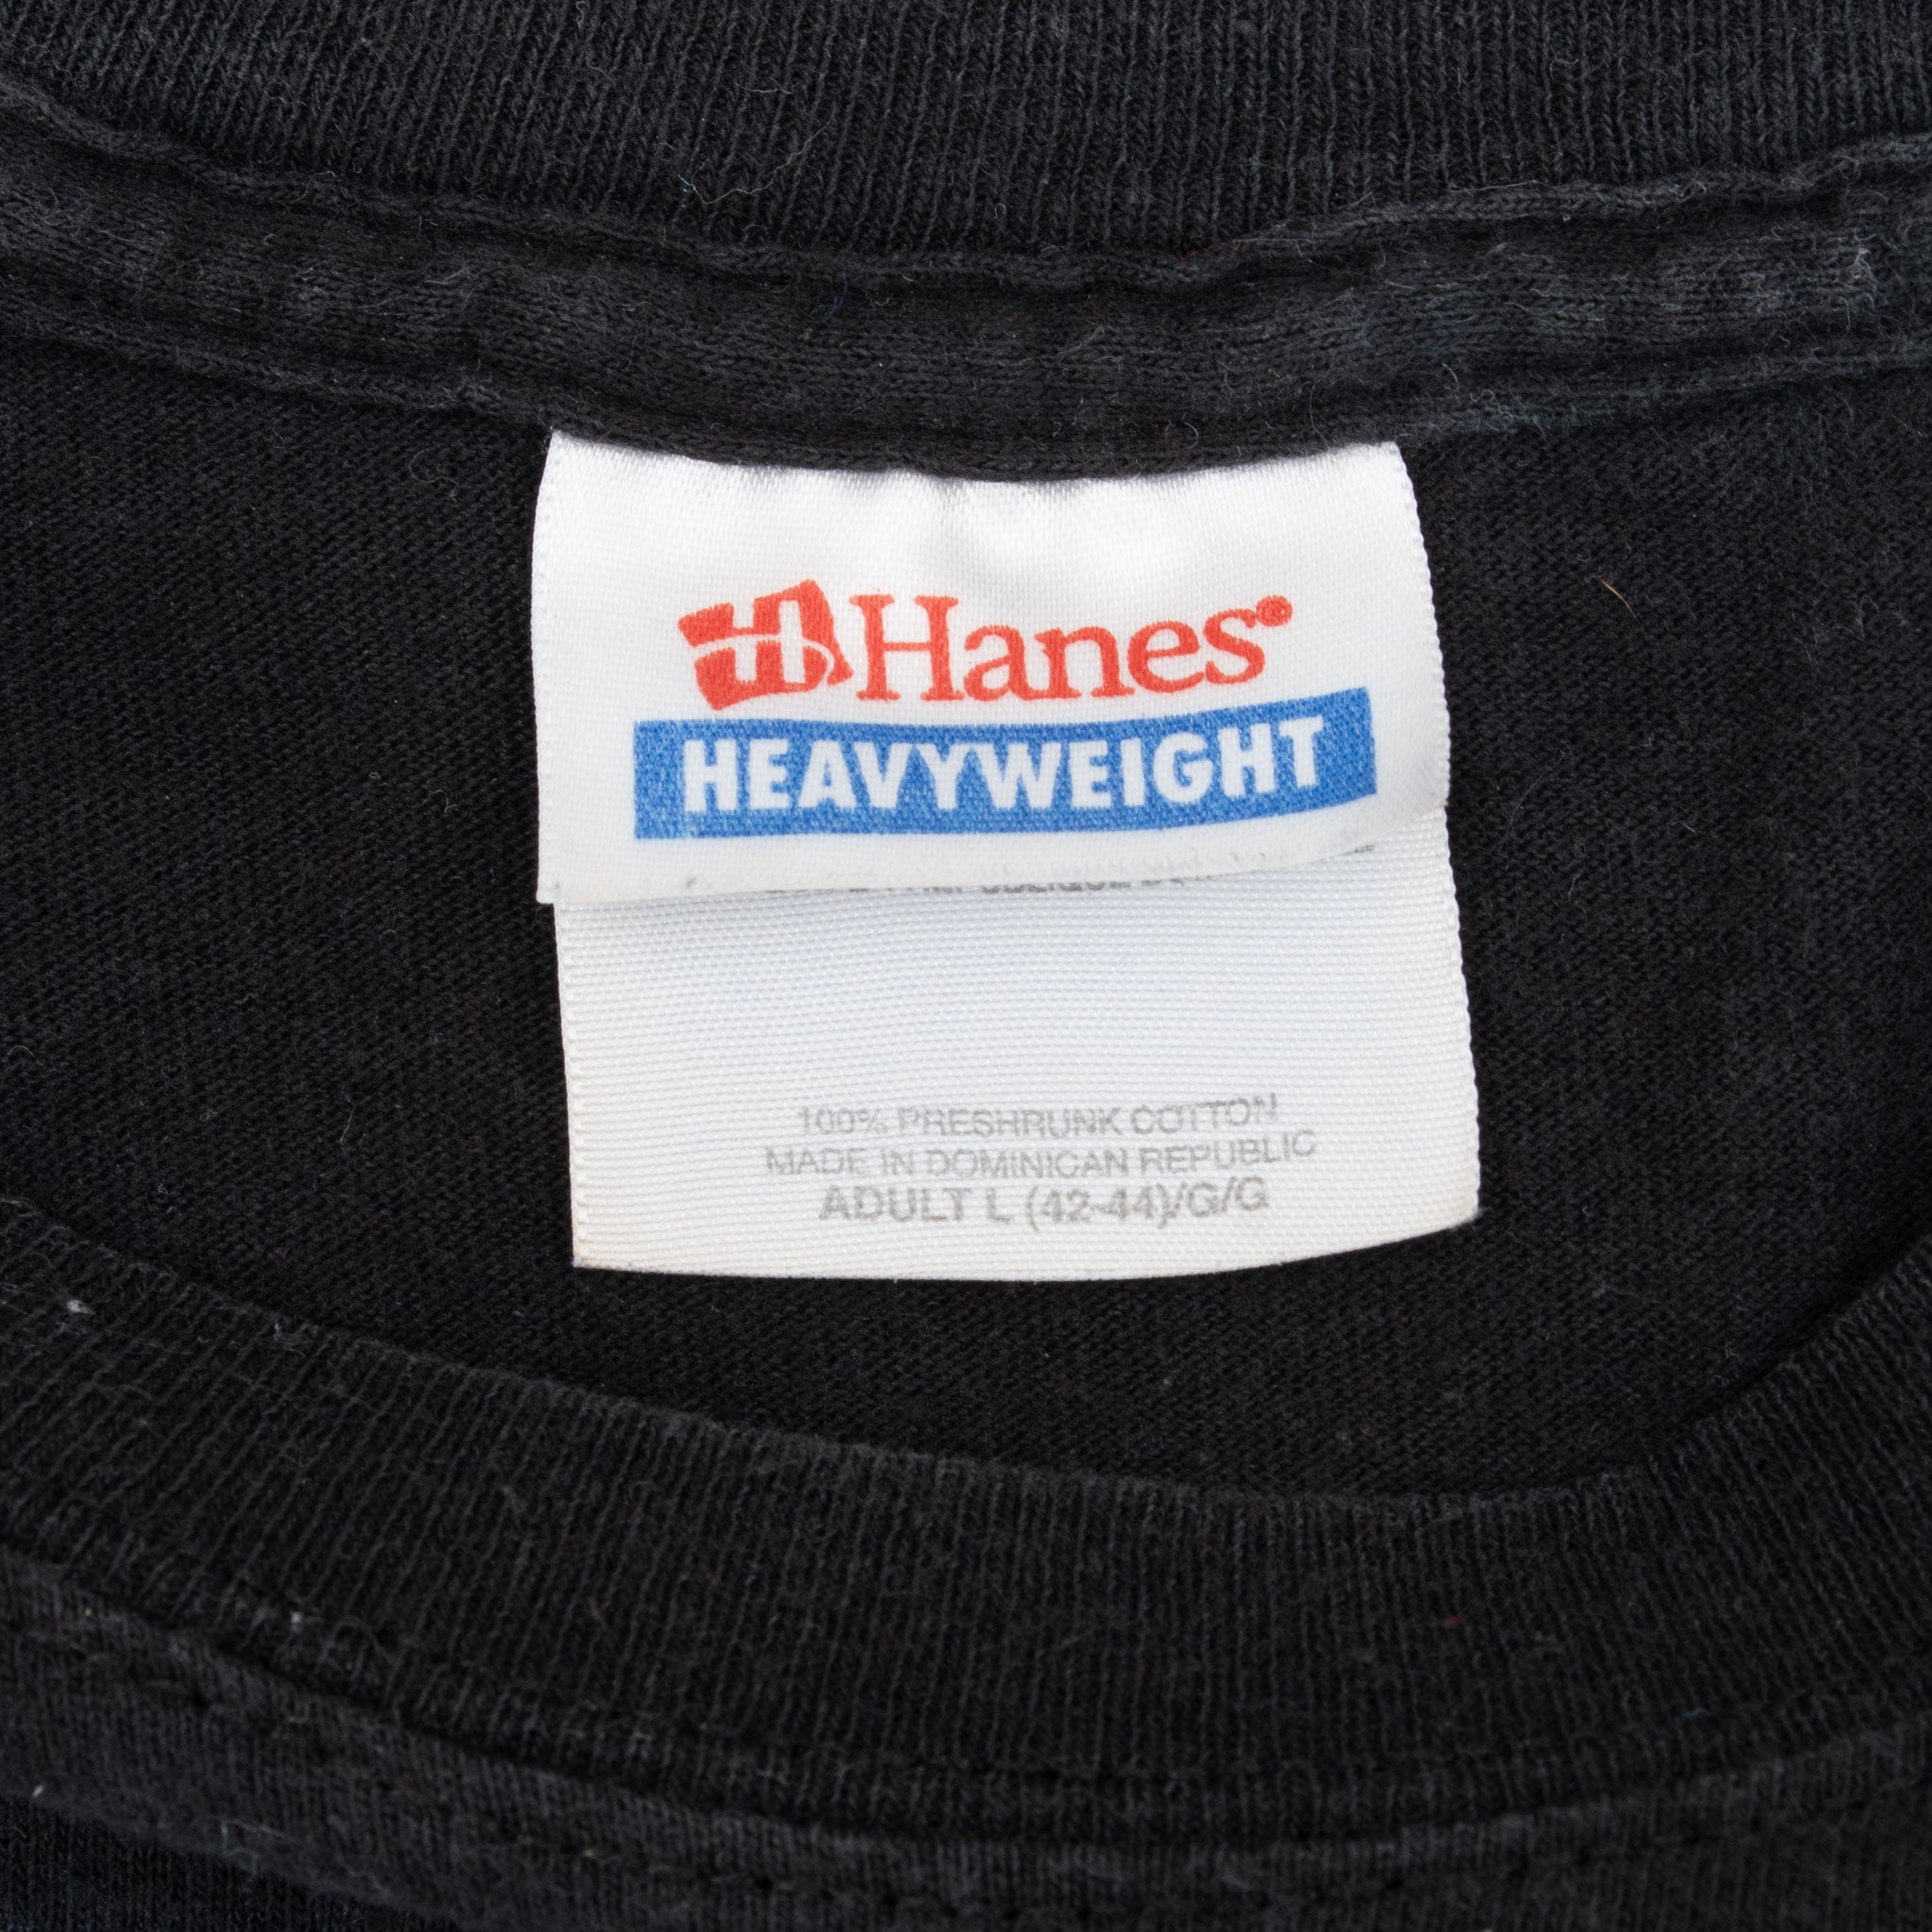 H Hanes®
HEAVYWEIGHT
100% PRESHRUNK COTTON
MADE IN DOMINICAN REPUBLIC
ADULT L (42-44)/G/G